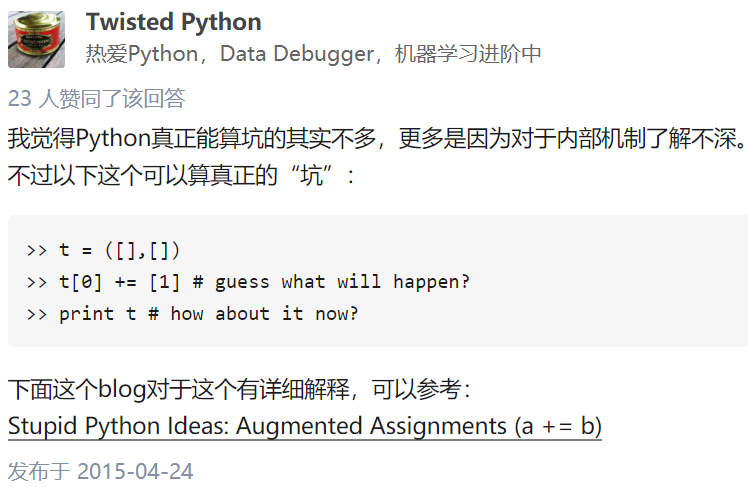 Twisted Python
热爱Python，Data Debugger，机器学习进阶中
23 人赞同了该回答
我觉得Python真正能算坑的其实不多，更多是因为对于内部机制了解不深。
不过以下这个可以算真正的“坑”：
>> t = ([],[])
>> t[0] += [1] # guess what will happen?
>> print t # how about it now?
下面这个blog对于这个有详细解释，可以参考：
Stupid Python Ideas: Augmented Assignments (a += b)
发布于 2015-04-24